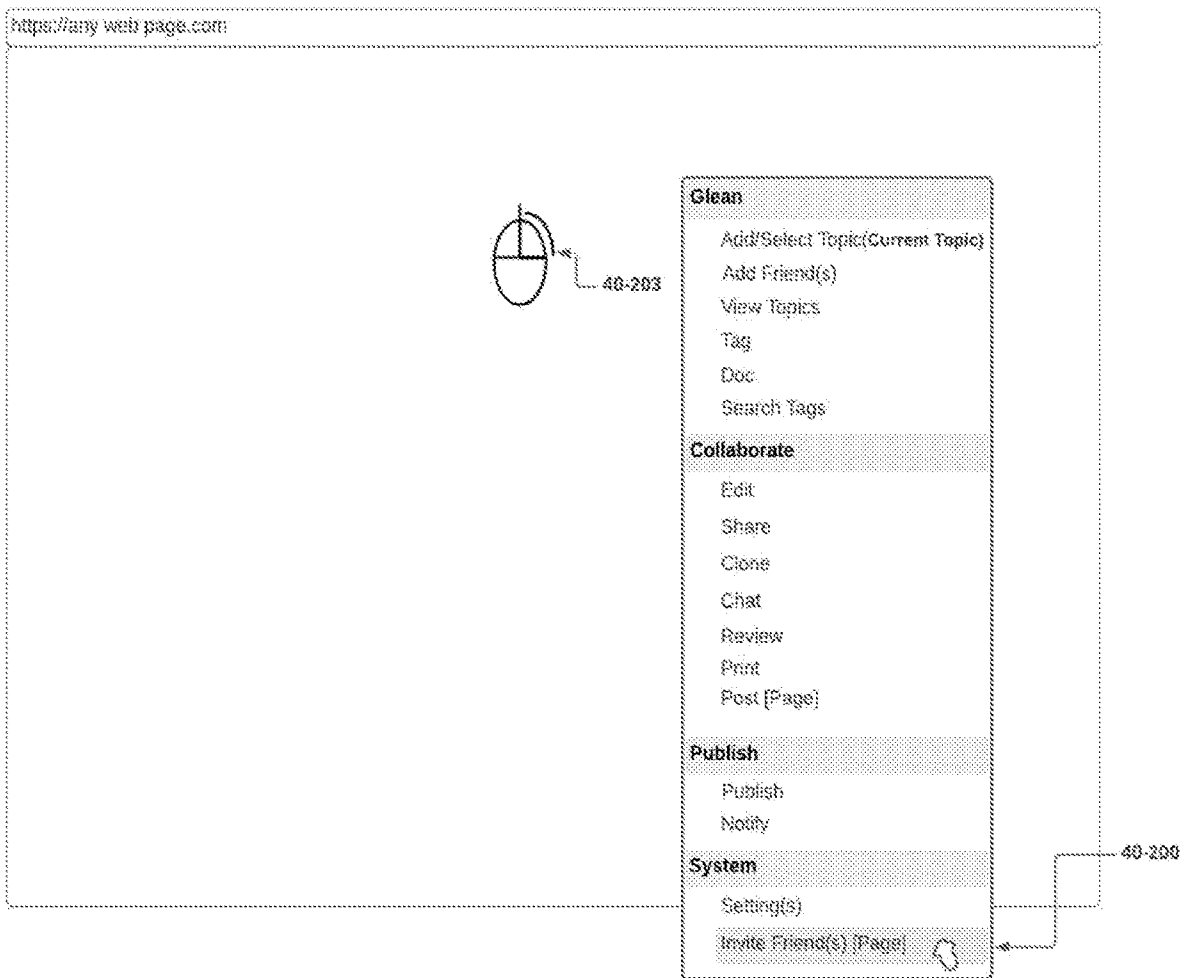 https://any web page.com
Glean
Add/Select Topic(Current Topic)
40-203
Add Friend(s)
View Topics
Tag
Doc
Search Tags
Collaborate
Edit
Share
Clone
Chat
Review
Print
Post [Page]
Publish
Publish
Notify
40-200
System
Setting(s)
Invite Friend(s) [Page]